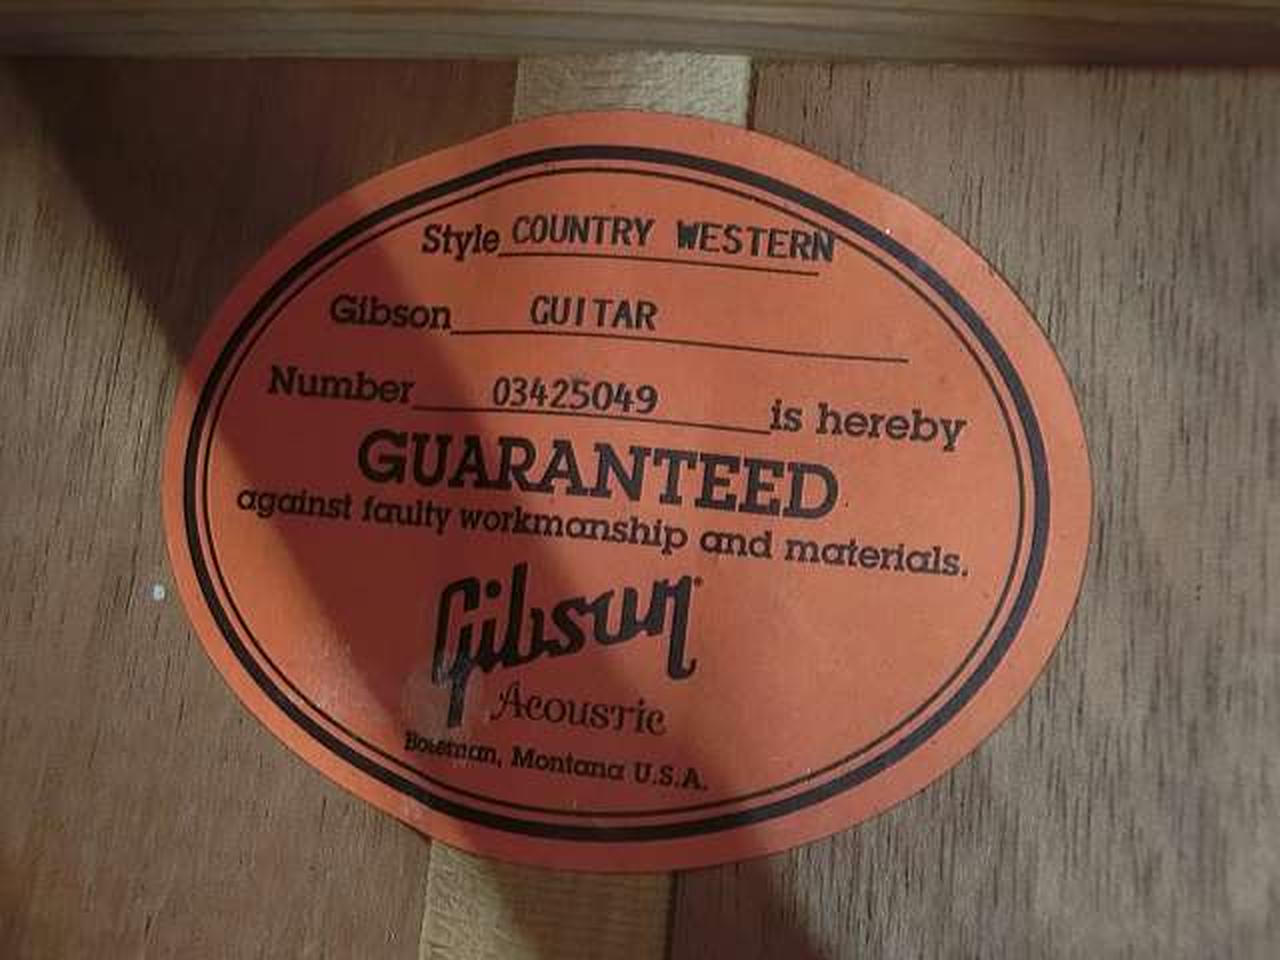 Style COUNTRY WESTERN
Gibson GUITAR
Number 03425049 is hereby
GUARANTEED
against faulty workmanship and materials.
Gibson
Acoustic
Bozeman, Montana U.S.A.